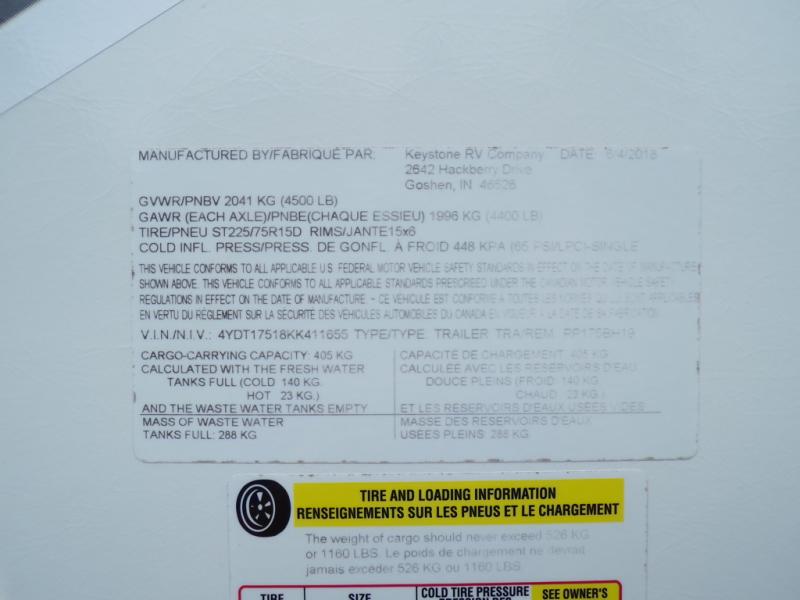 MANUFACTURED BY/FABRIQUÉ PAR: Keystone RV Company DATE: 6/4/2018
2642 Hackberry Drive
Goshen, IN 46526
GVWR/PNBV 2041 KG (4500 LB)
GAWR (EACH AXLE)/PNBE(CHAQUE ESSIEU) 1996 KG (4400 LB)
TIRE/PNEU ST225/75R15D RIMS/JANTE15x6
COLD INFL. PRESS/PRESS. DE GONFL. À FROID 448 KPA (65 PSI/LPC)-SINGLE
THIS VEHICLE CONFORMS TO ALL APPLICABLE U.S. FEDERAL MOTOR VEHICLE SAFETY STANDARDS IN EFFECT ON THE DATE OF MANUFACTURE
SHOWN ABOVE. THIS VEHICLE CONFORMS TO ALL APPLICABLE STANDARDS PRESCRIBED UNDER THE CANADIAN MOTOR VEHICLE SAFETY
REGULATIONS IN EFFECT ON THE DATE OF MANUFACTURE. - CE VÉHICULE EST CONFORME À TOUTES LES NORMES QUI LUI SONT APPLICABLES
EN VERTU DU RÈGLEMENT SUR LA SÉCURITÉ DES VÉHICULES AUTOMOBILES DU CANADA EN VIGUEUR À LA DATE DE SA FABRICATION.
V.I.N./N.I.V.: 4YDT17518KK411655 TYPE/TYPE: TRAILER TRA/REM
CARGO-CARRYING CAPACITY: 405 KG
CALCULATED WITH THE FRESH WATER
TANKS FULL (COLD 140 KG.
HOT 23 KG.)
AND THE WASTE WATER TANKS EMPTY
MASS OF WASTE WATER
TANKS FULL: 288 KG
CAPACITÉ DE CHARGEMENT: 405 KG
CALCULÉE AVEC LES RÉSERVOIRS D'EAU
DOUCE PLEINS (FROID: 140 KG
CHAUD: 23 KG.)
ET LES RÉSERVOIRS D'EAUX USÉES VIDES
MASSE DES RÉSERVOIRS D'EAUX
USÉES PLEINS: 288 KG
TIRE AND LOADING INFORMATION
RENSEIGNEMENTS SUR LES PNEUS ET LE CHARGEMENT
The weight of cargo should never exceed 526 KG
or 1160 LBS. Le poids de chargement ne devrait
jamais excéder 526 KG ou 1160 LBS.
TIRE SIZE COLD TIRE PRESSURE SEE OWNER'S
PRESSION DES